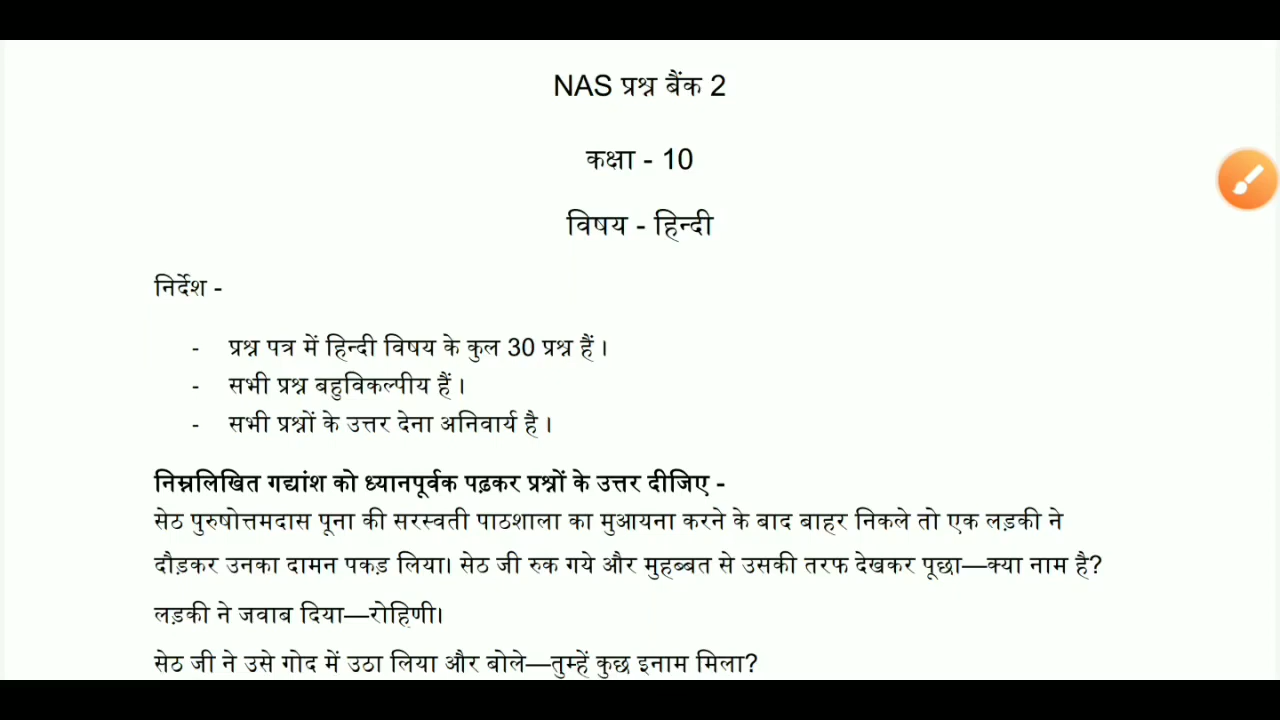 NAS प्रश्न बैंक 2
कक्षा - 10
विषय - हिन्दी
निर्देश -
- प्रश्न पत्र में हिन्दी विषय के कुल 30 प्रश्न हैं ।
- सभी प्रश्न बहुविकल्पीय हैं ।
- सभी प्रश्नों के उत्तर देना अनिवार्य है ।
निम्नलिखित गद्यांश को ध्यानपूर्वक पढ़कर प्रश्नों के उत्तर दीजिए -
सेठ पुरुषोत्तमदास पूना की सरस्वती पाठशाला का मुआयना करने के बाद बाहर निकले तो एक लड़की ने
दौड़कर उनका दामन पकड़ लिया। सेठ जी रुक गये और मुहब्बत से उसकी तरफ देखकर पूछा—क्या नाम है?
लड़की ने जवाब दिया—रोहिणी।
सेठ जी ने उसे गोद में उठा लिया और बोले—तुम्हें कुछ इनाम मिला?